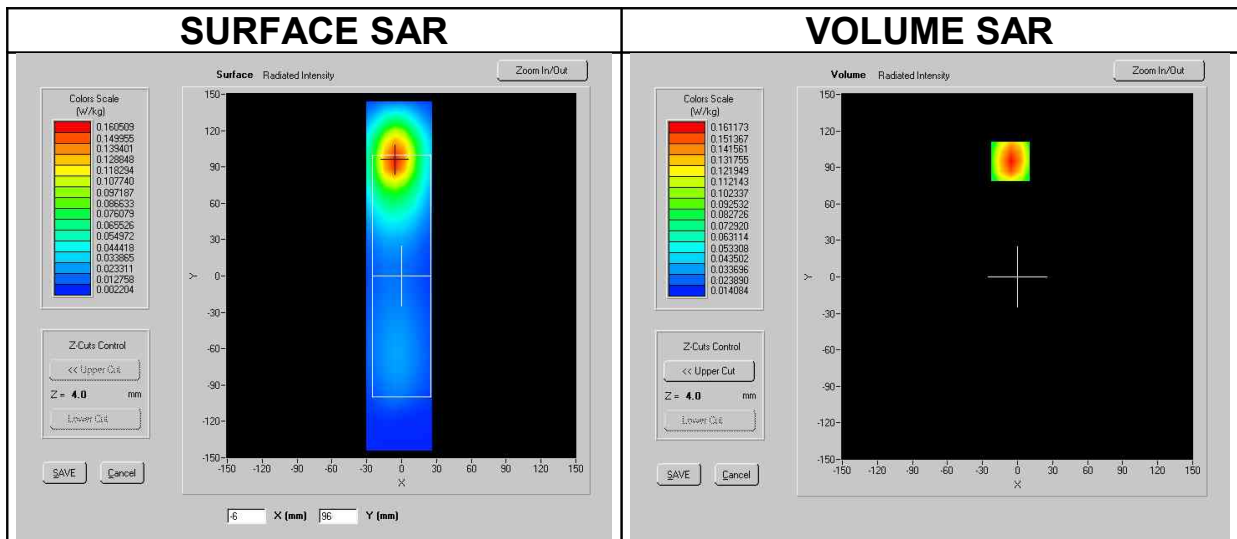 SURFACE SAR
Surface Radiated Intensity
Zoom In/Out
Colors Scale
(W/kg)
0.160509
0.149955
0.139401
0.128848
0.118294
0.107740
0.097187
0.086633
0.076079
0.065526
0.054972
0.044418
0.033865
0.023311
0.012758
0.002204
Z-Cuts Control
<< Upper Cut
Z = 4.0 mm
Lower Cut
SAVE Cancel
150-
120-
90-
60-
30-
Y 0-
-30-
-60-
-90-
-120-
-150-
-150 -120 -90 -60 -30 0 30 60 90 120 150
X
-6 X (mm) 96 Y (mm)
VOLUME SAR
Volume Radiated Intensity
Zoom In/Out
Colors Scale
(W/kg)
0.161173
0.151367
0.141561
0.131755
0.121949
0.112143
0.102337
0.092532
0.082726
0.072920
0.063114
0.053308
0.043502
0.033696
0.023890
0.014084
Z-Cuts Control
<< Upper Cut
Z = 4.0 mm
Lower Cut
SAVE Cancel
150-
120-
90-
60-
30-
Y 0-
-30-
-60-
-90-
-120-
-150-
-150 -120 -90 -60 -30 0 30 60 90 120 150
X